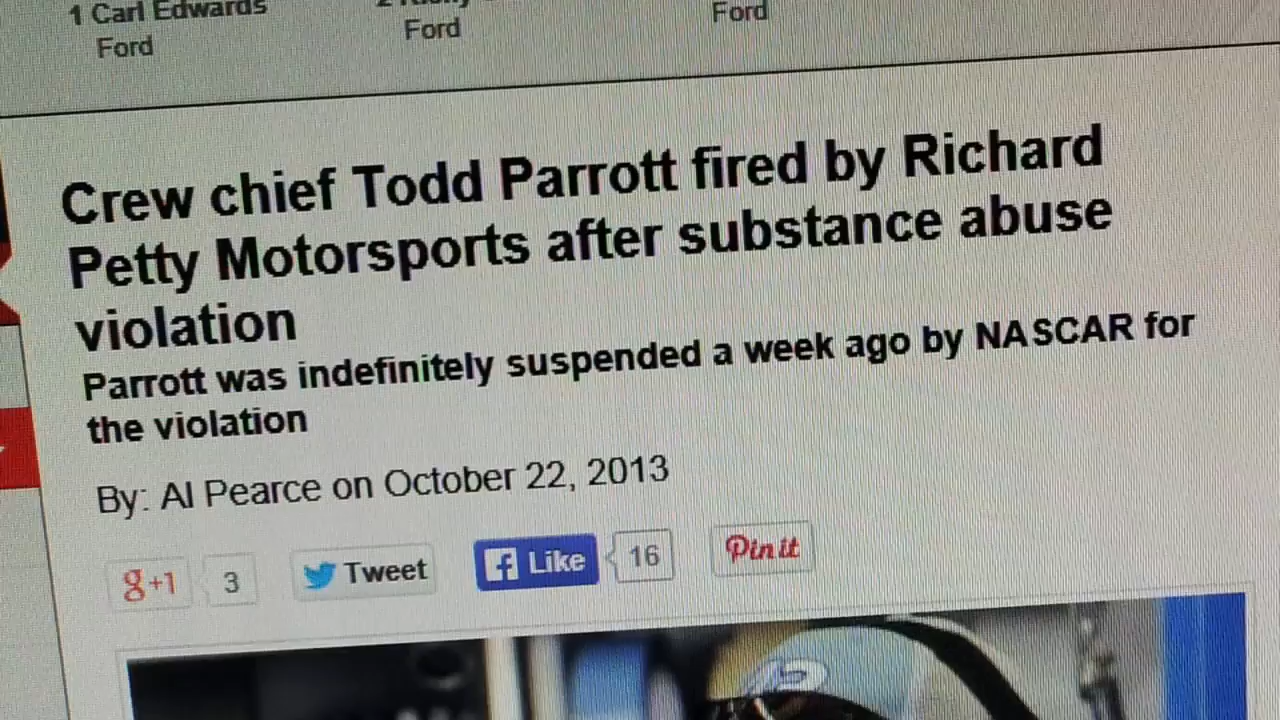 1 Carl Edwards
Ford
Ford
Ford
Crew chief Todd Parrott fired by Richard
Petty Motorsports after substance abuse
violation
Parrott was indefinitely suspended a week ago by NASCAR for
the violation
By: Al Pearce on October 22, 2013
g+1 3 Tweet f Like 16 Pin it